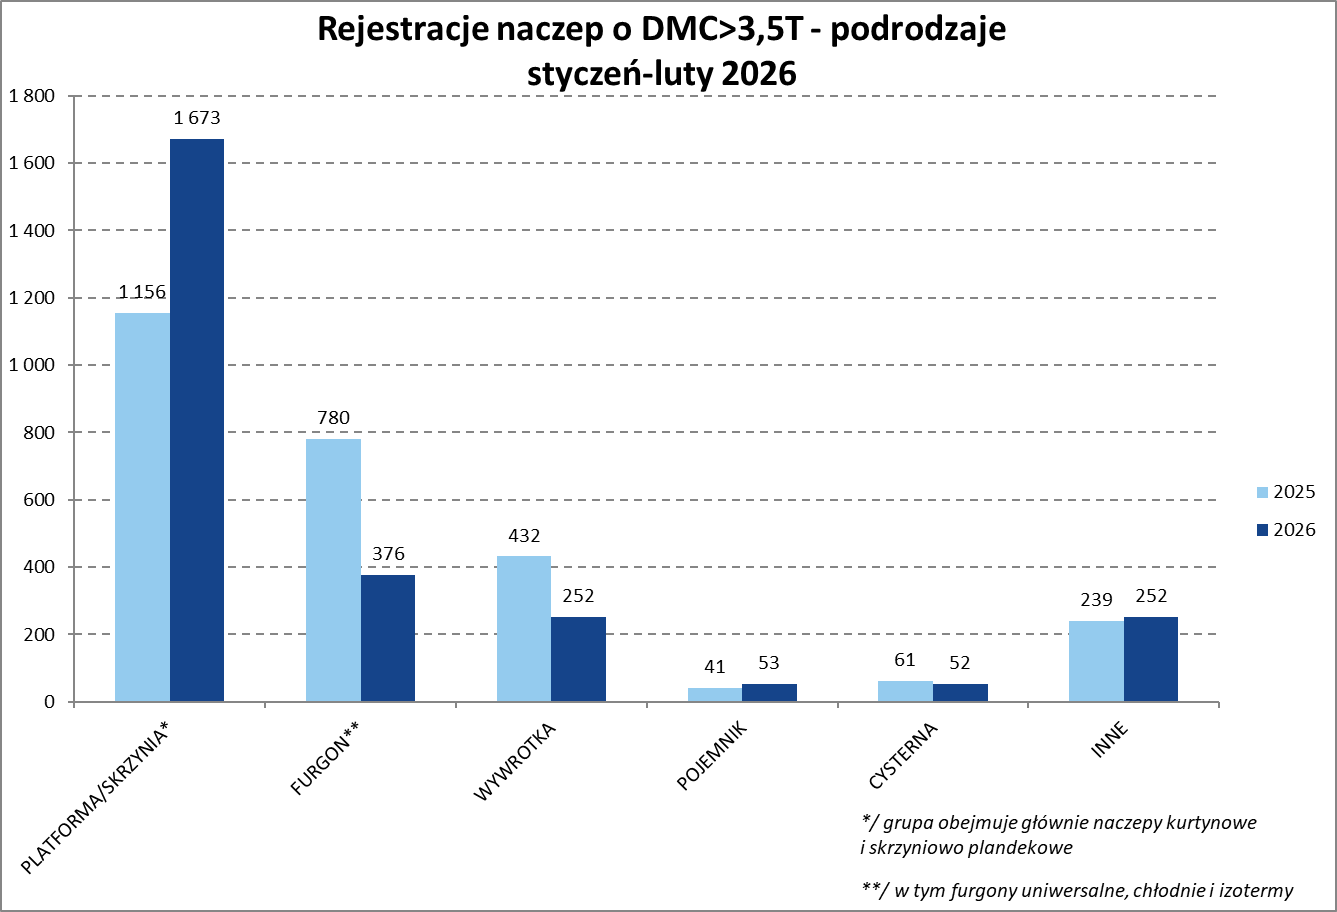 Rejestracje naczep o DMC>3,5T - podrodzaje
styczeń-luty 2026
1 800
1 600
1 400
1 200
1 000
800
600
400
200
0
1 156
1 673
780
376
432
252
41
53
61
52
239
252
2025
2026
PLATFORMA/SKRZYNIA*
FURGON**
WYWROTKA
POJEMNIK
CYSTERNA
INNE
*/ grupa obejmuje głównie naczepy kurtynowe
i skrzyniowo plandekowe
**/ w tym furgony uniwersalne, chłodnie i izotermy